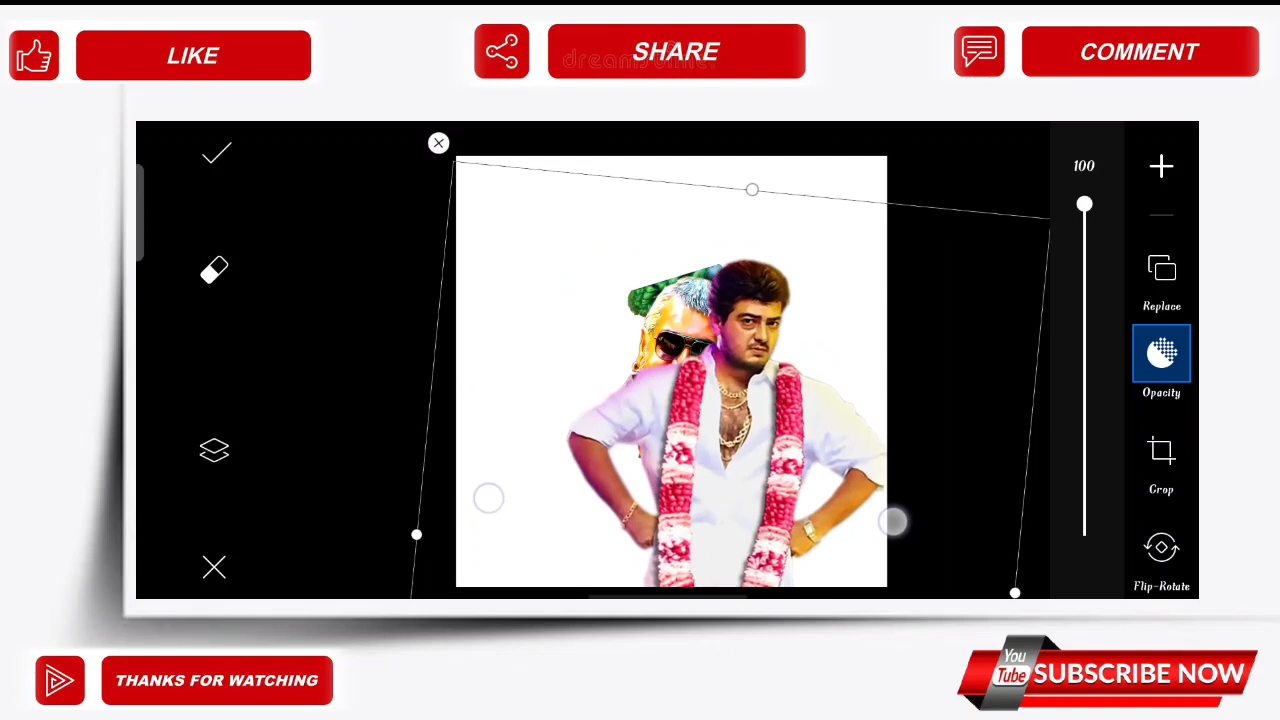 LIKE
SHARE
COMMENT
100
Replace
Opacity
Crop
Flip-Rotate
THANKS FOR WATCHING
You
Tube
SUBSCRIBE NOW